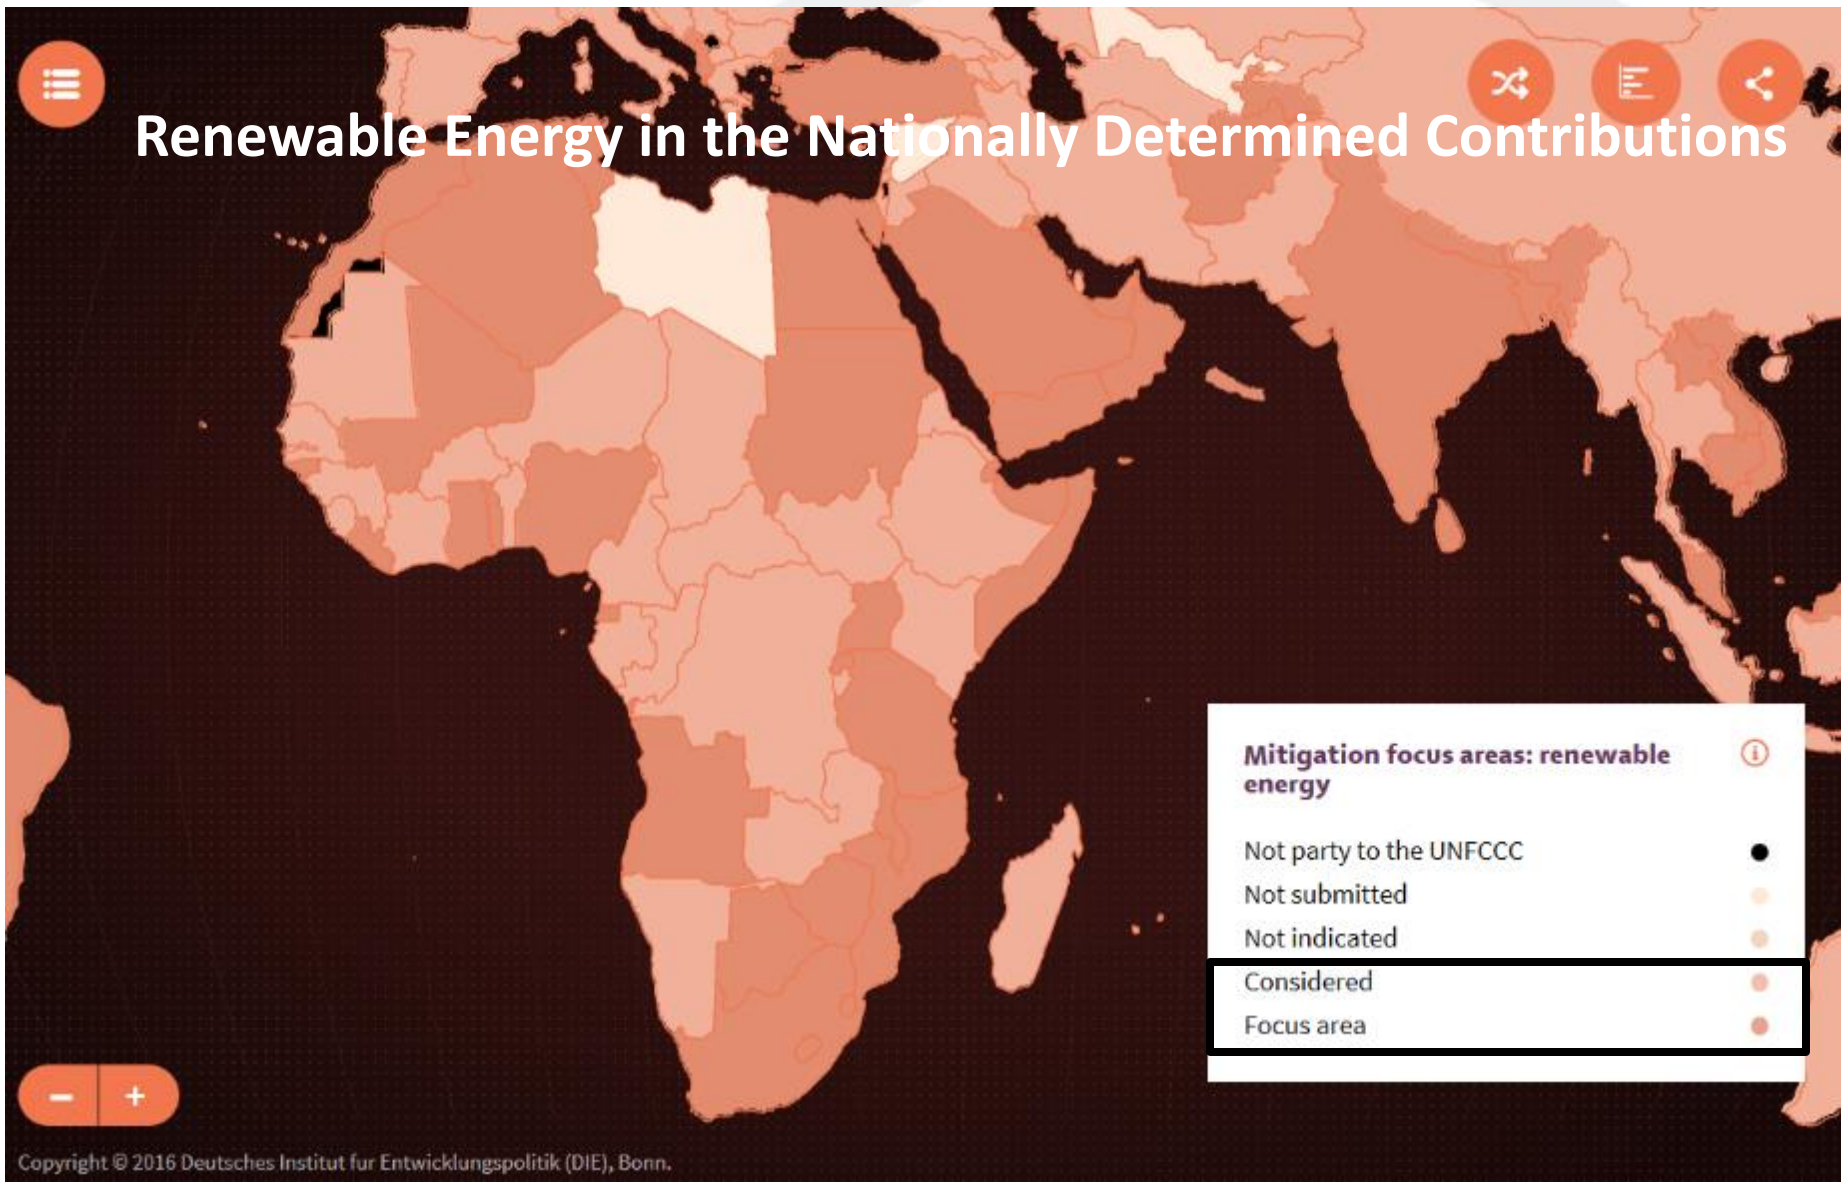 Renewable Energy in the Nationally Determined Contributions
Mitigation focus areas: renewable
energy
Not party to the UNFCCC
Not submitted
Not indicated
Considered
Focus area
Copyright © 2016 Deutsches Institut fur Entwicklungspolitik (DIE), Bonn.